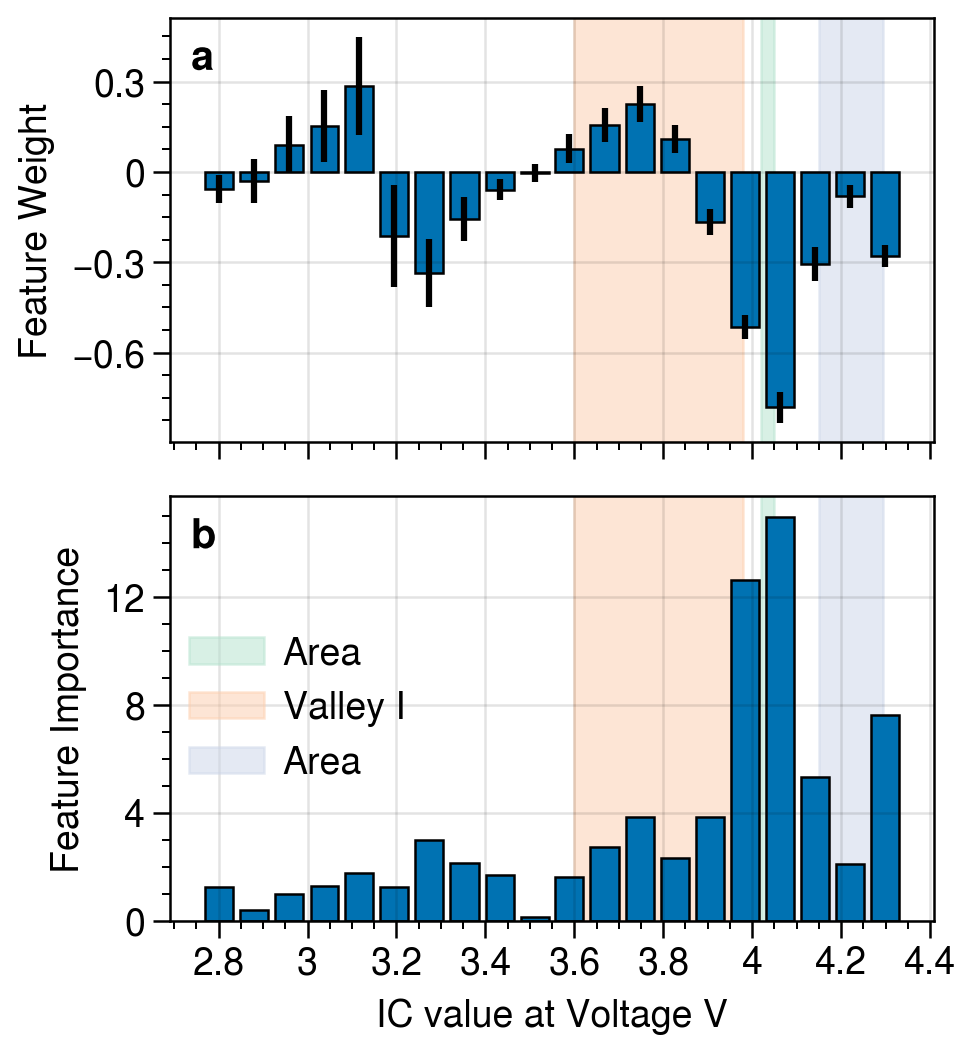 a
0.3
0
−0.3
−0.6
Feature Weight
b
12
8
4
0
Feature Importance
Area
Valley I
Area
2.8 3 3.2 3.4 3.6 3.8 4 4.2 4.4
IC value at Voltage V